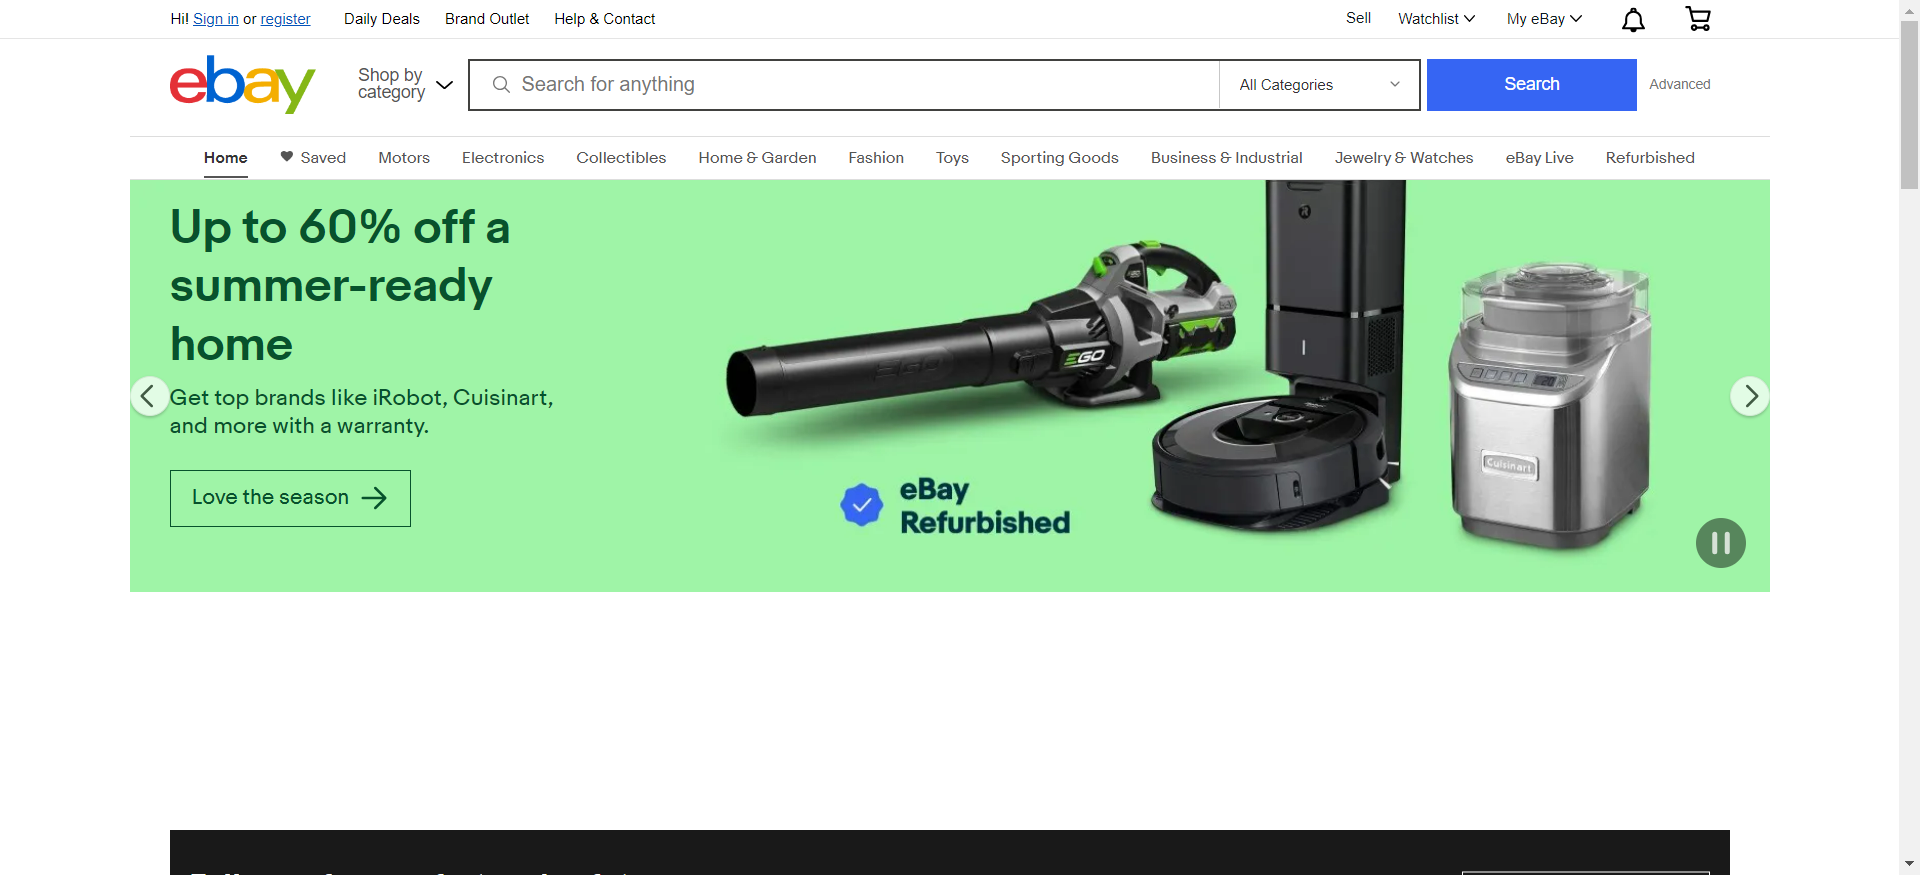 Hi! Sign in or register
Daily Deals
Brand Outlet
Help & Contact
Sell
Watchlist
My eBay
ebay
Shop by
category
Search for anything
All Categories
Search
Advanced
Home
Saved
Motors
Electronics
Collectibles
Home & Garden
Fashion
Toys
Sporting Goods
Business & Industrial
Jewelry & Watches
eBay Live
Refurbished
Up to 60% off a
summer-ready
home
Get top brands like iRobot, Cuisinart,
and more with a warranty.
Love the season
EGO
EGO
Cuisinart
eBay
Refurbished